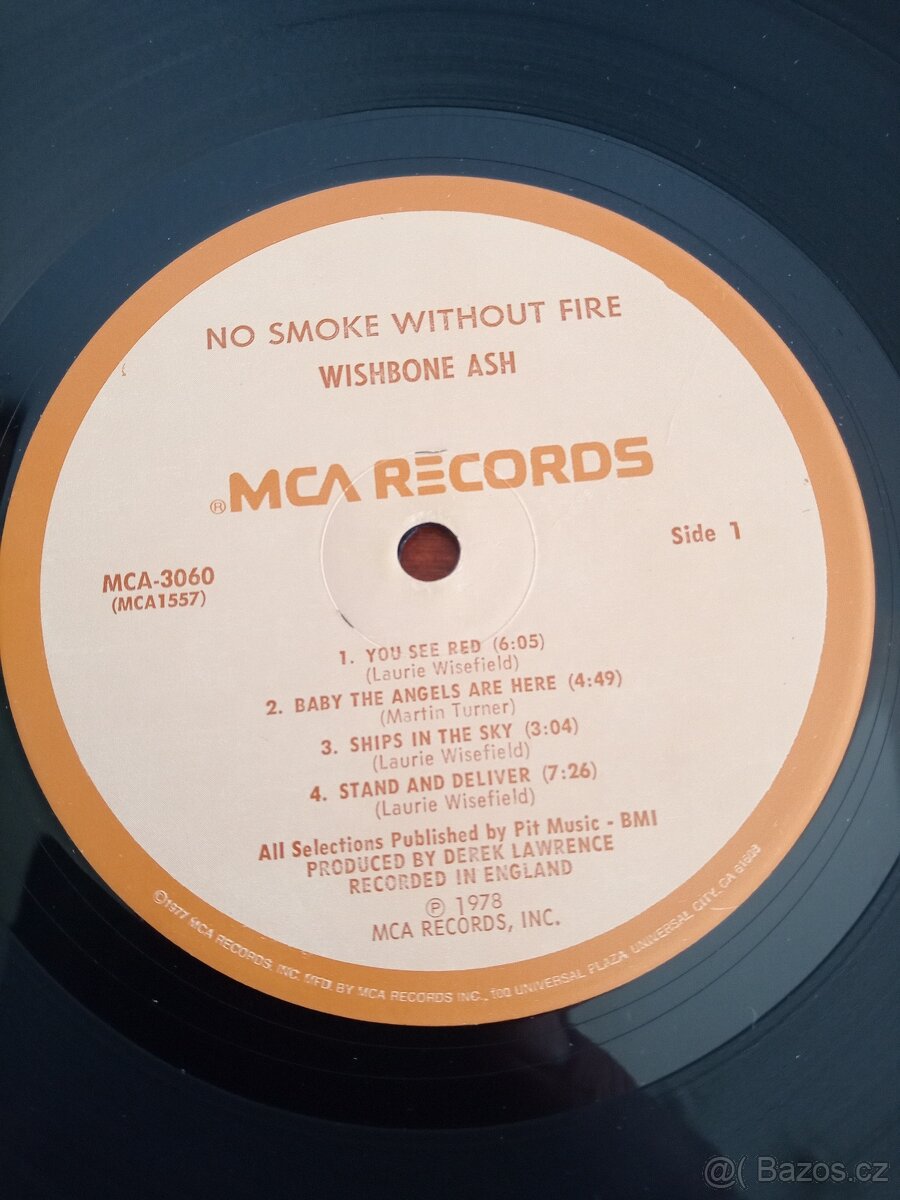 NO SMOKE WITHOUT FIRE
WISHBONE ASH
®MCA RECORDS
Side 1
MCA-3060
(MCA1557)
1. YOU SEE RED (6:05)
(Laurie Wisefield)
2. BABY THE ANGELS ARE HERE (4:49)
(Martin Turner)
3. SHIPS IN THE SKY (3:04)
(Laurie Wisefield)
4. STAND AND DELIVER (7:26)
(Laurie Wisefield)
All Selections Published by Pit Music - BMI
PRODUCED BY DEREK LAWRENCE
RECORDED IN ENGLAND
℗ 1978
MCA RECORDS, INC.
©1977 MCA RECORDS, INC. MFD. BY MCA RECORDS INC., 100 UNIVERSAL PLAZA, UNIVERSAL CITY, CA 91608
@( Bazos.cz